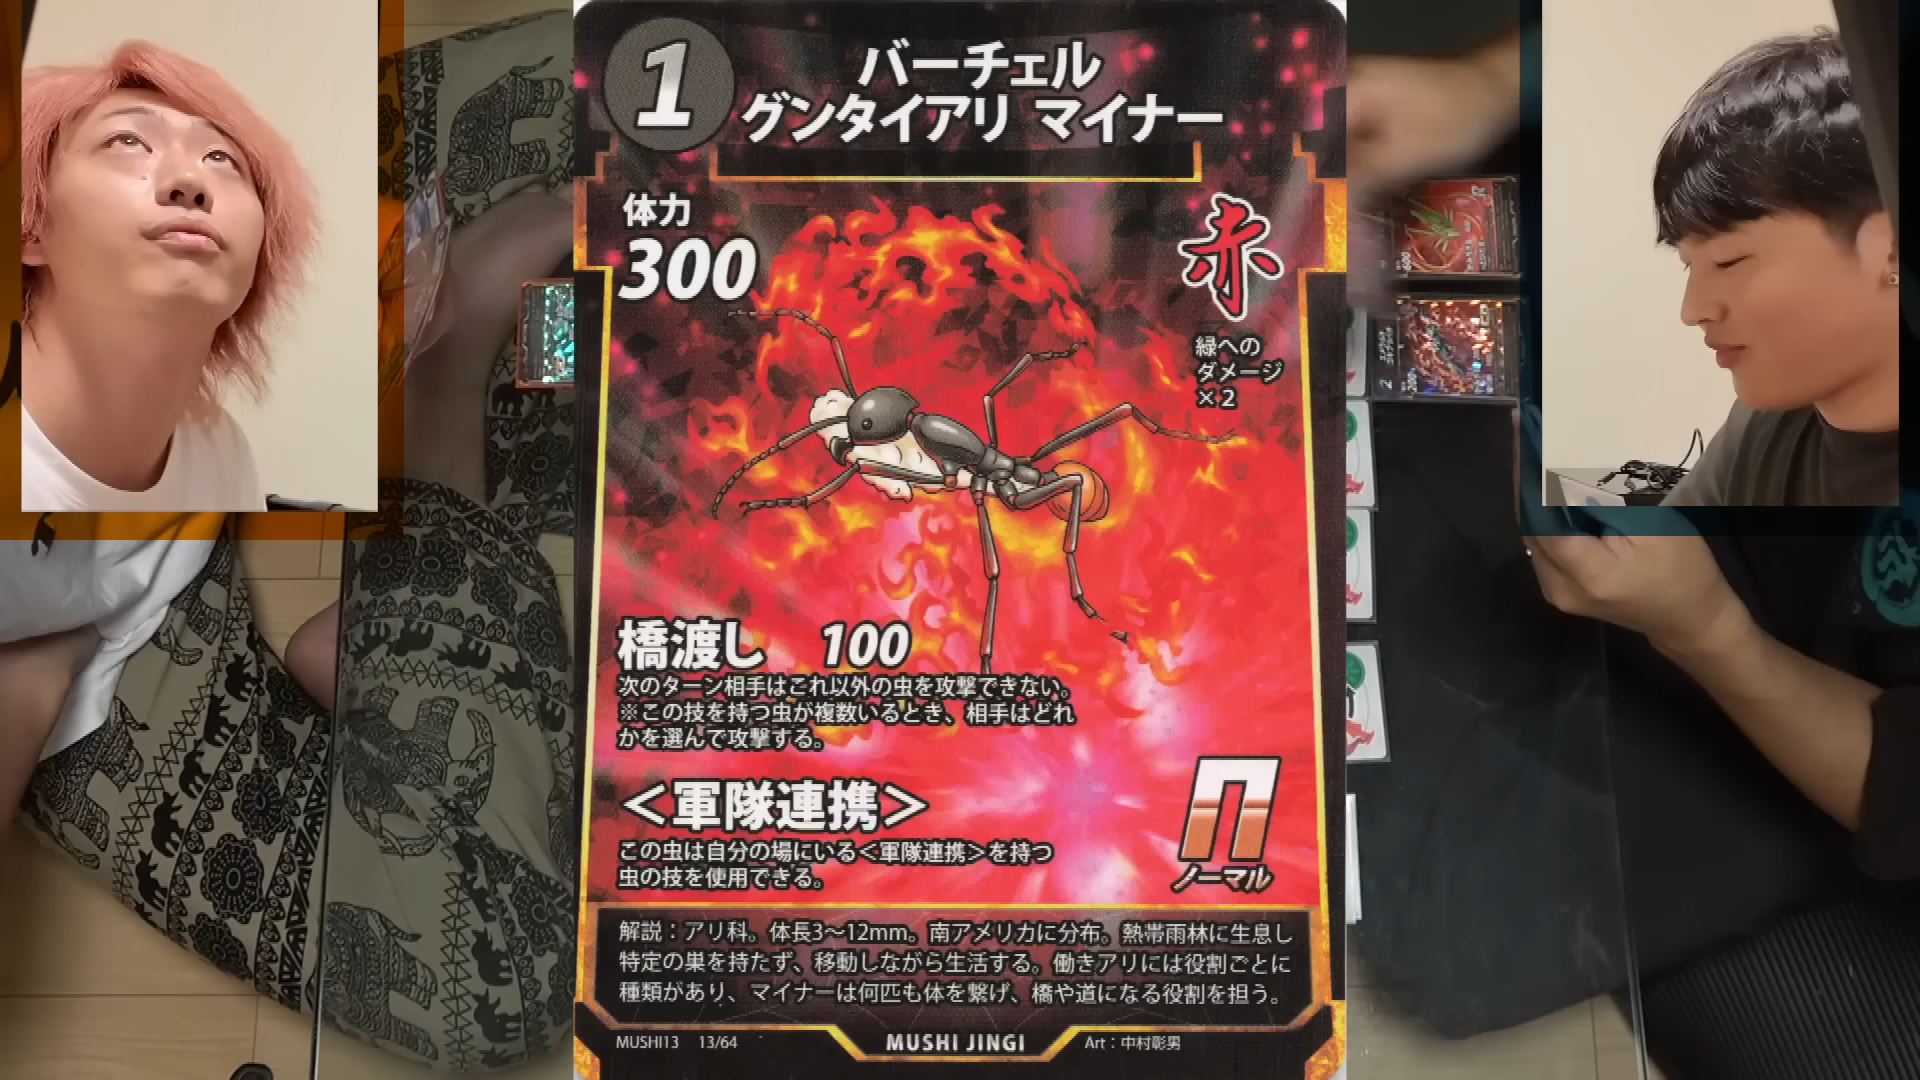 1
バーチェル
グンタイアリ マイナー
体力
300
赤
緑への
ダメージ
×2
橋渡し 100
次のターン相手はこれ以外の虫を攻撃できない。
※この技を持つ虫が複数いるとき、相手はどれ
かを選んで攻撃する。
<軍隊連携>
この虫は自分の場にいる<軍隊連携>を持つ
虫の技を使用できる。
ノーマル
解説：アリ科。体長3～12mm。南アメリカに分布。熱帯雨林に生息し
特定の巣を持たず、移動しながら生活する。働きアリには役割ごとに
種類があり、マイナーは何匹も体を繋げ、橋や道になる役割を担う。
MUSHI13 13/64
MUSHI JINGI
Art：中村彰男
600
2
200